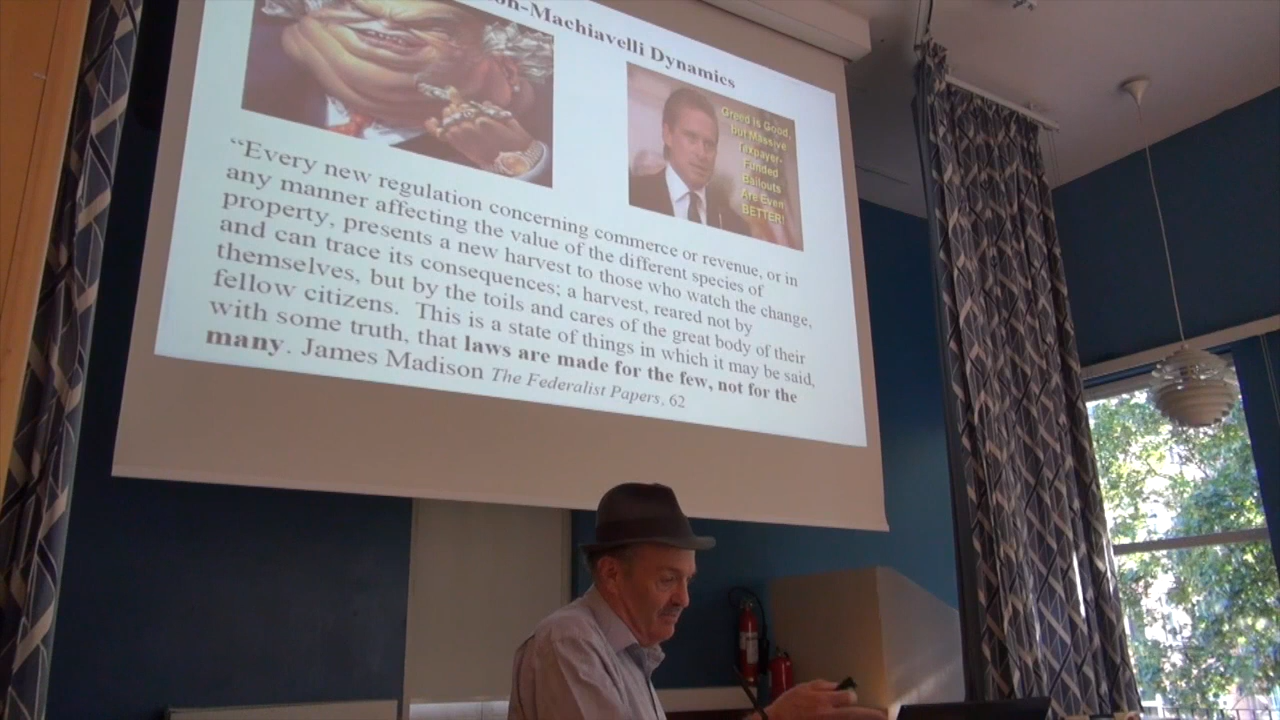 on-Machiavelli Dynamics
Greed Is Good,
but Massive
Taxpayer-
Funded
Bailouts
Are Even
BETTER!
“Every new regulation concerning commerce or revenue, or in
any manner affecting the value of the different species of
property, presents a new harvest to those who watch the change,
and can trace its consequences; a harvest, reared not by
themselves, but by the toils and cares of the great body of their
fellow citizens. This is a state of things in which it may be said,
with some truth, that laws are made for the few, not for the
many. James Madison The Federalist Papers, 62